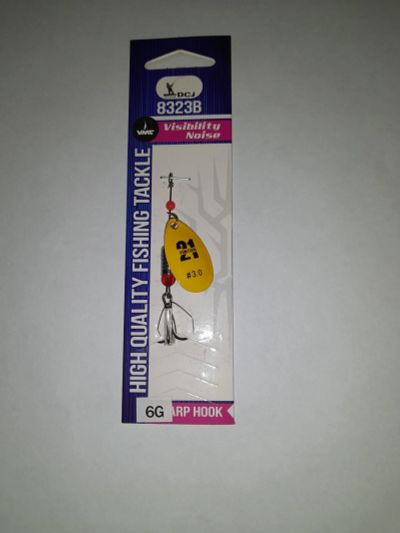 DCJ
8323B
VMC
Visibility
Noise
HIGH QUALITY FISHING TACKLE
21
#3.0
6G
ARP HOOK